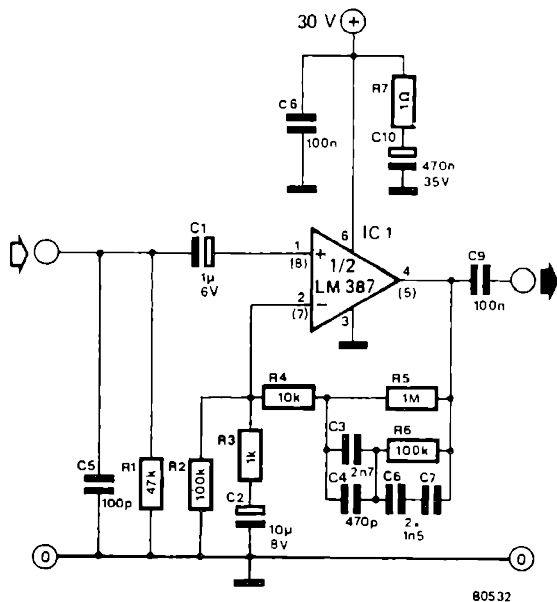 30 V
+
C6
100n
R7
1Ω
C10
470n
35V
C1
1µ
6V
1
(8)
+
6
IC 1
1/2
LM 387
4
(5)
2
(7)
−
3
C9
100n
R4
10k
R5
1M
R3
1k
C3
2n7
R6
100k
C4
470p
C6
C7
2×
1n5
C5
100p
R1
47k
R2
100k
C2
10µ
8V
0
0
80532